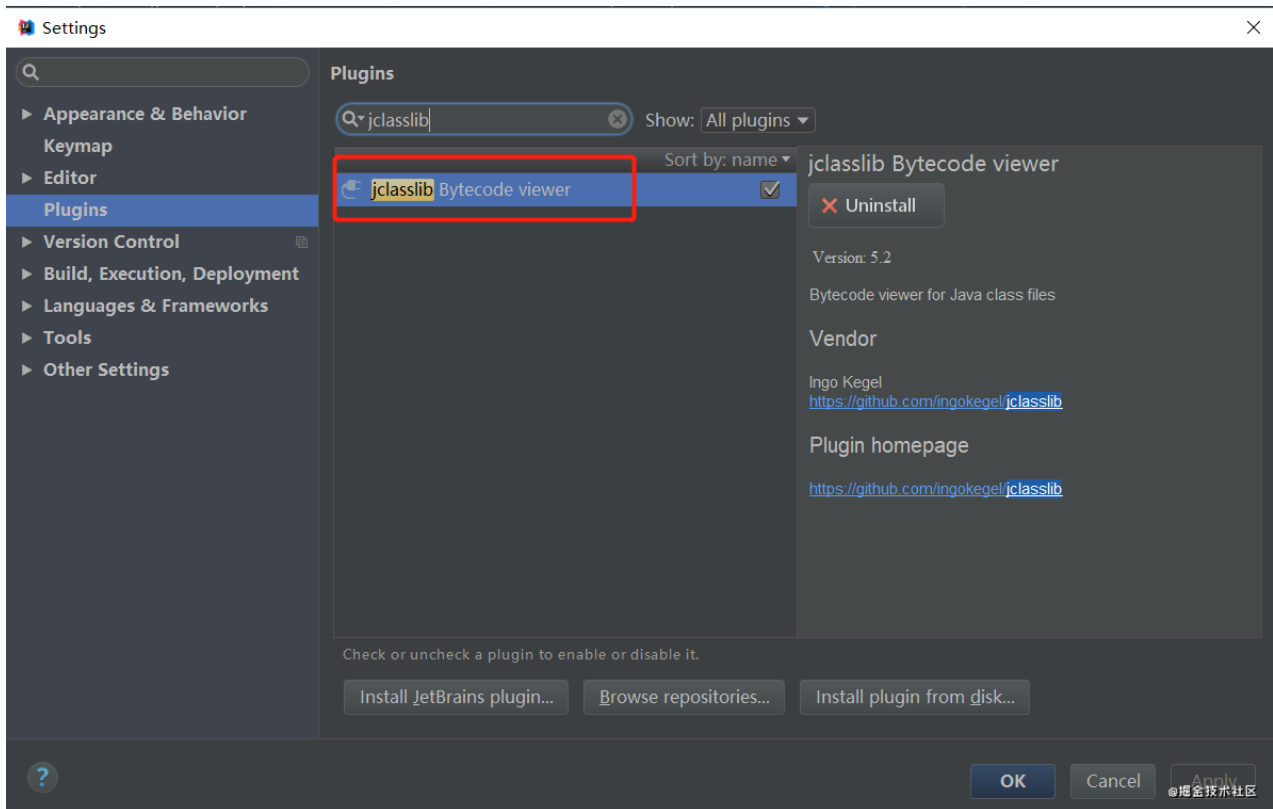 Settings
Plugins
jclasslib
Show: All plugins
Appearance & Behavior
Keymap
Editor
Plugins
Version Control
Build, Execution, Deployment
Languages & Frameworks
Tools
Other Settings
Sort by: name
jclasslib Bytecode viewer
jclasslib Bytecode viewer
Uninstall
Version: 5.2
Bytecode viewer for Java class files
Vendor
Ingo Kegel
https://github.com/ingokegel/jclasslib
Plugin homepage
https://github.com/ingokegel/jclasslib
Check or uncheck a plugin to enable or disable it.
Install JetBrains plugin...
Browse repositories...
Install plugin from disk...
?
OK
Cancel
Apply
@掘金技术社区